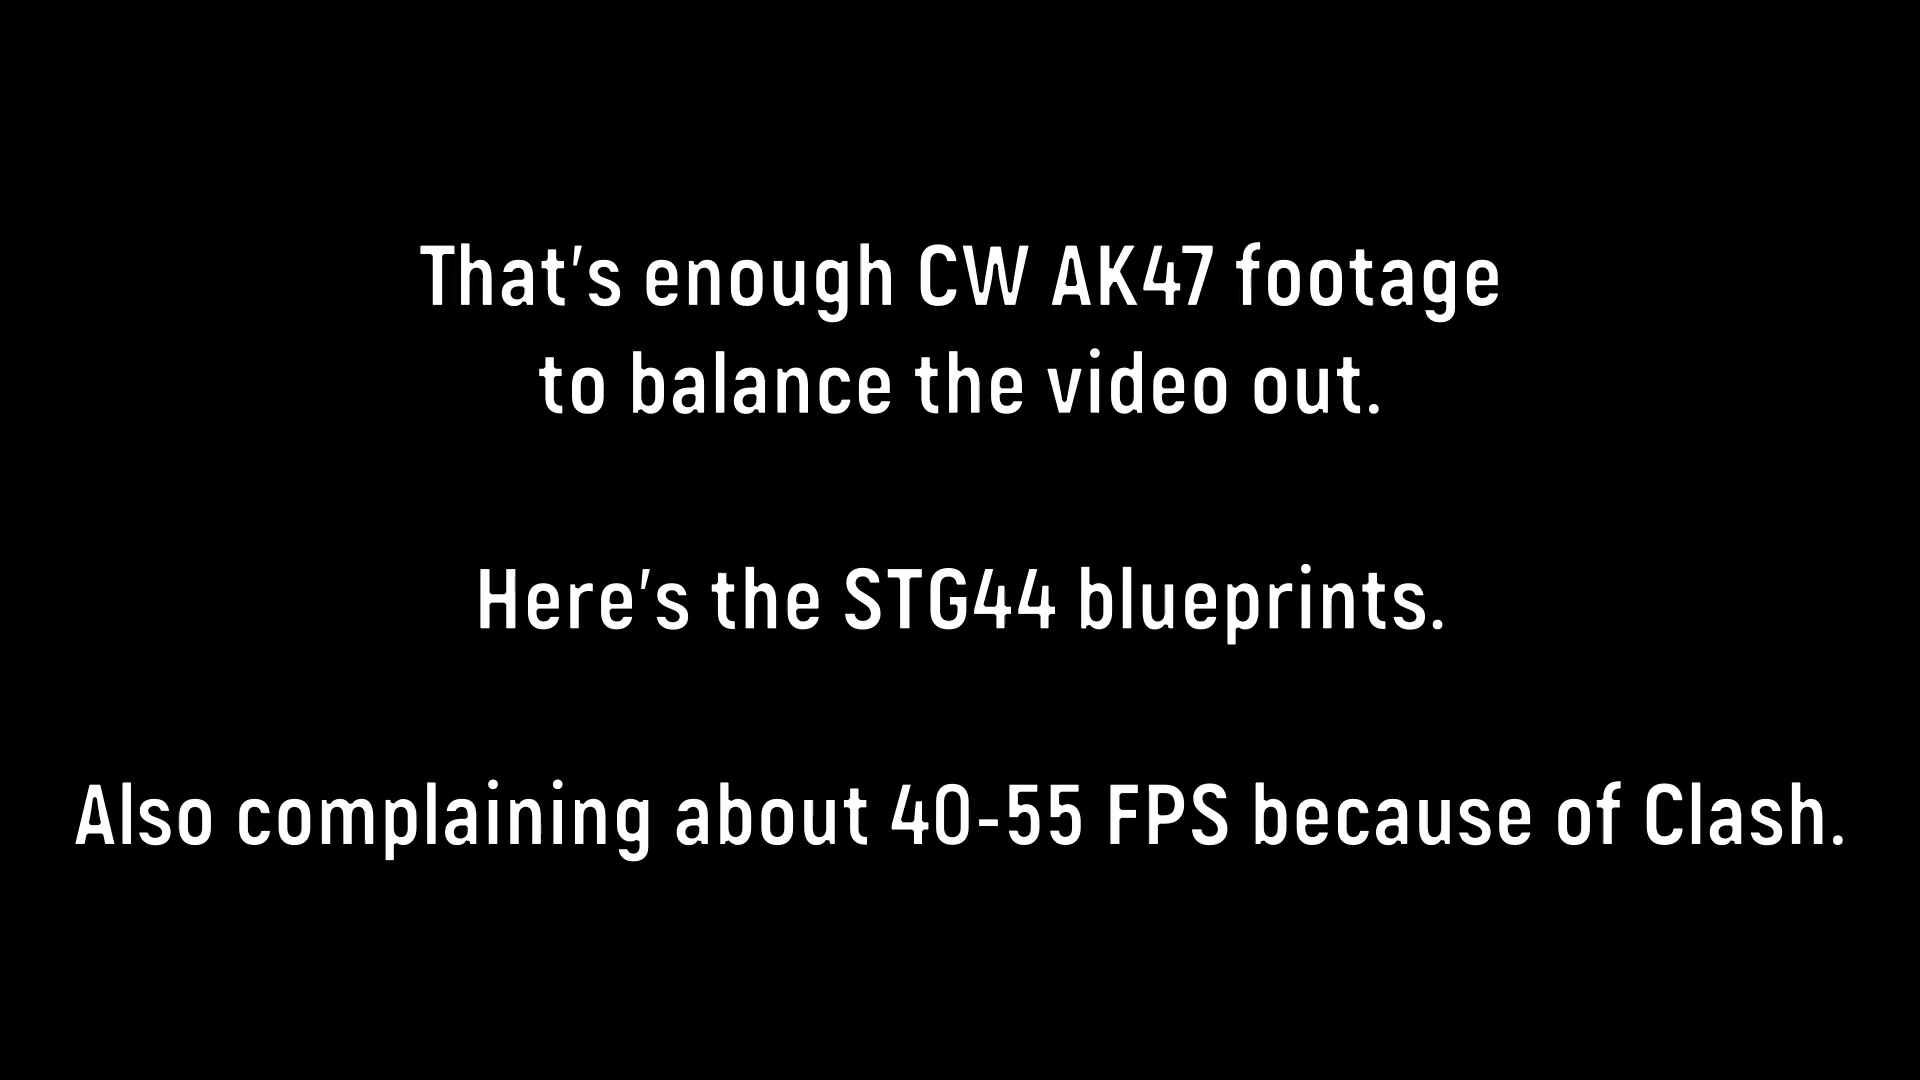 That's enough CW AK47 footage
to balance the video out.
Here's the STG44 blueprints.
Also complaining about 40-55 FPS because of Clash.